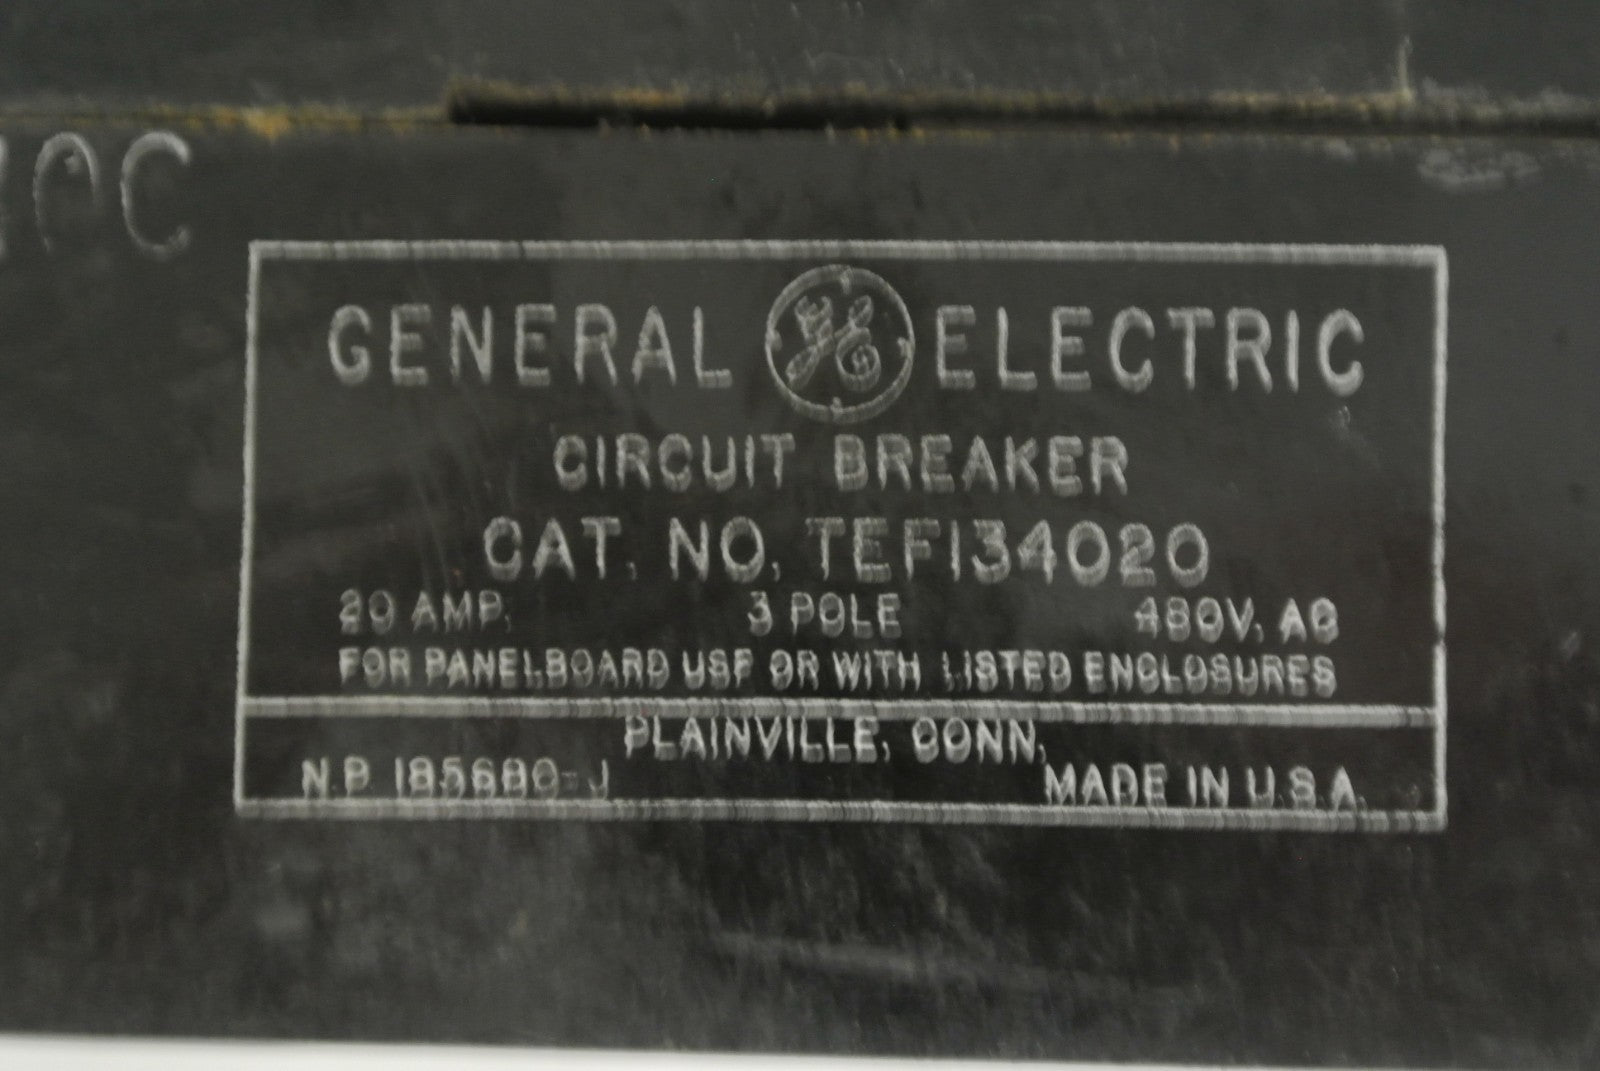 GENERAL GE ELECTRIC
CIRCUIT BREAKER
CAT. NO. TEF134020
20 AMP. 3 POLE 480V. AC
FOR PANELBOARD USE OR WITH LISTED ENCLOSURES
PLAINVILLE, CONN.
N.P. 185680-J MADE IN U.S.A.